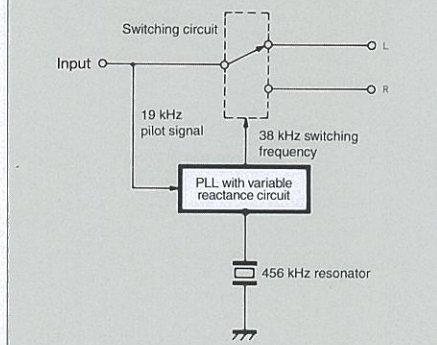 Switching circuit
Input
L
R
19 kHz
pilot signal
38 kHz switching
frequency
PLL with variable
reactance circuit
456 kHz resonator